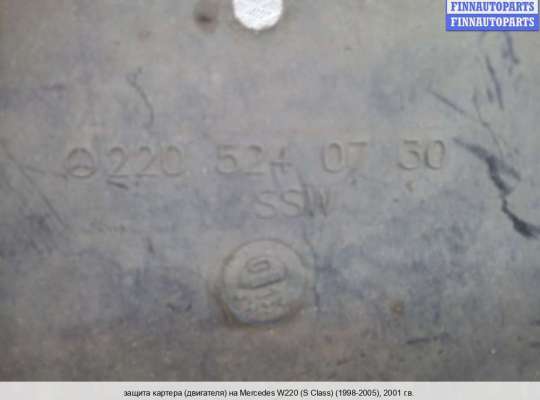 FINNAUTOPARTS
FINNAUTOPARTS
220 524 07 30
SSW
защита картера (двигателя) на Mercedes W220 (S Class) (1998-2005), 2001 г.в.